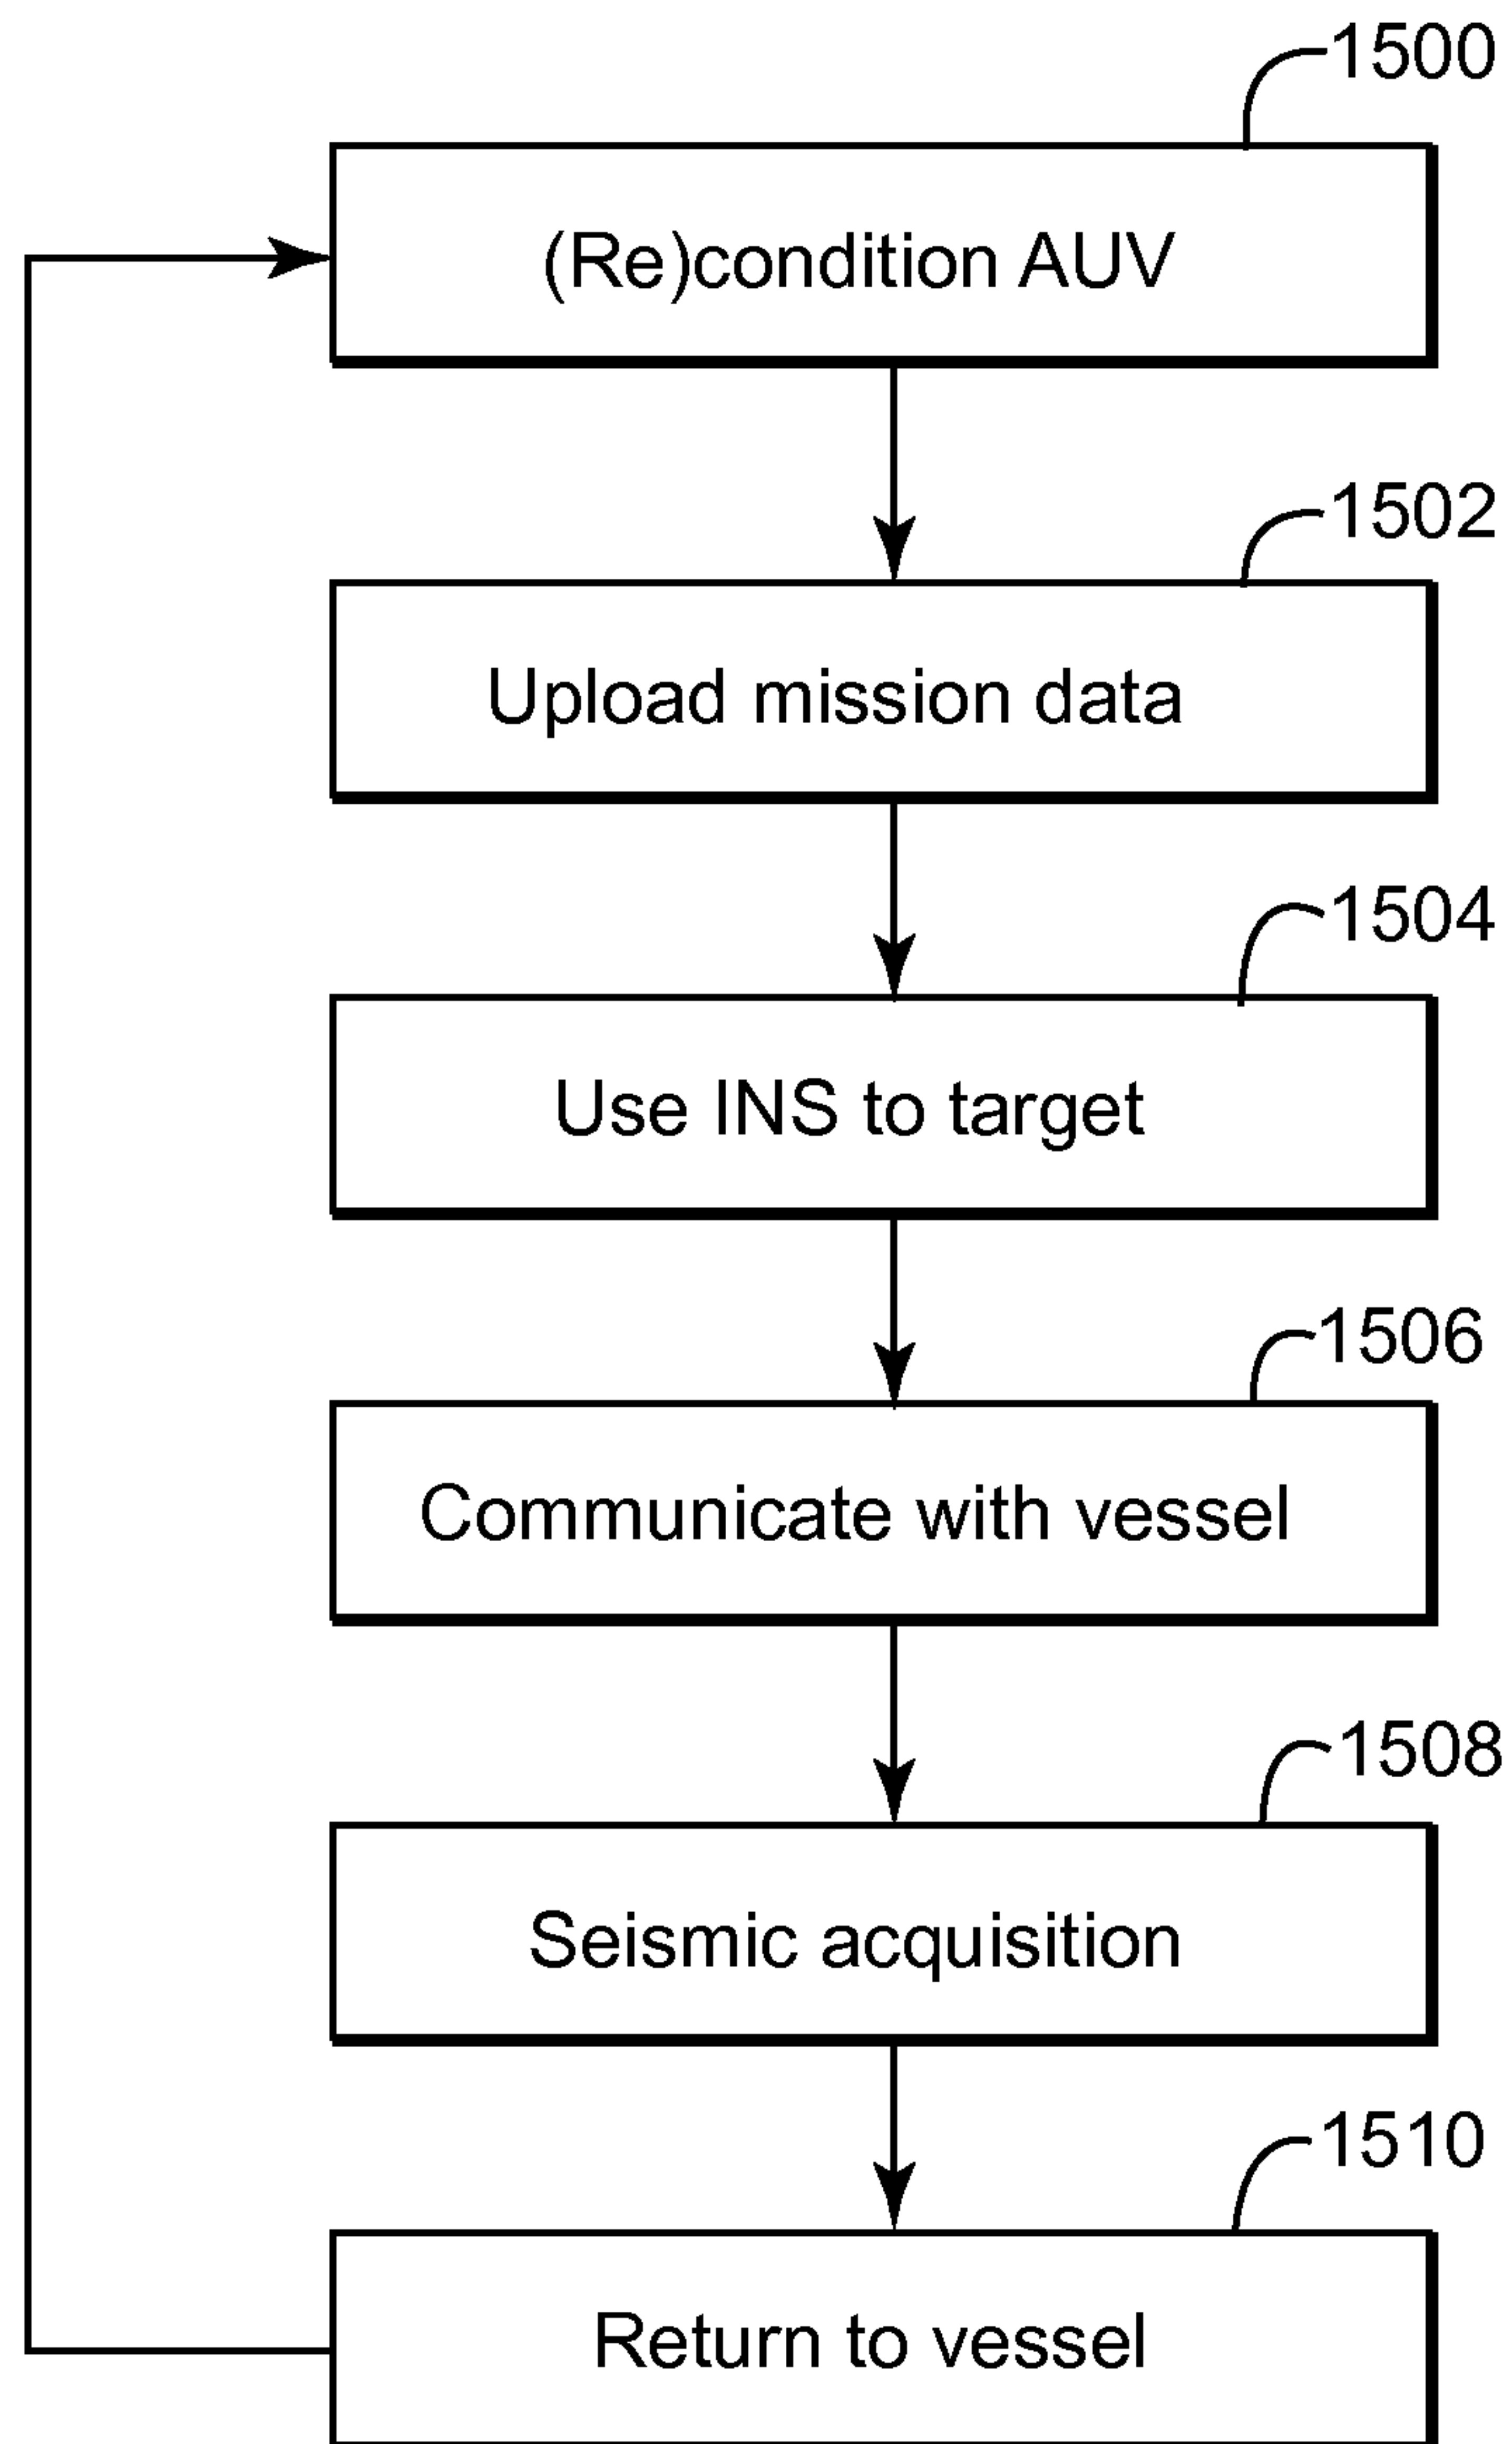 1500
(Re)condition AUV
1502
Upload mission data
1504
Use INS to target
1506
Communicate with vessel
1508
Seismic acquisition
1510
Return to vessel